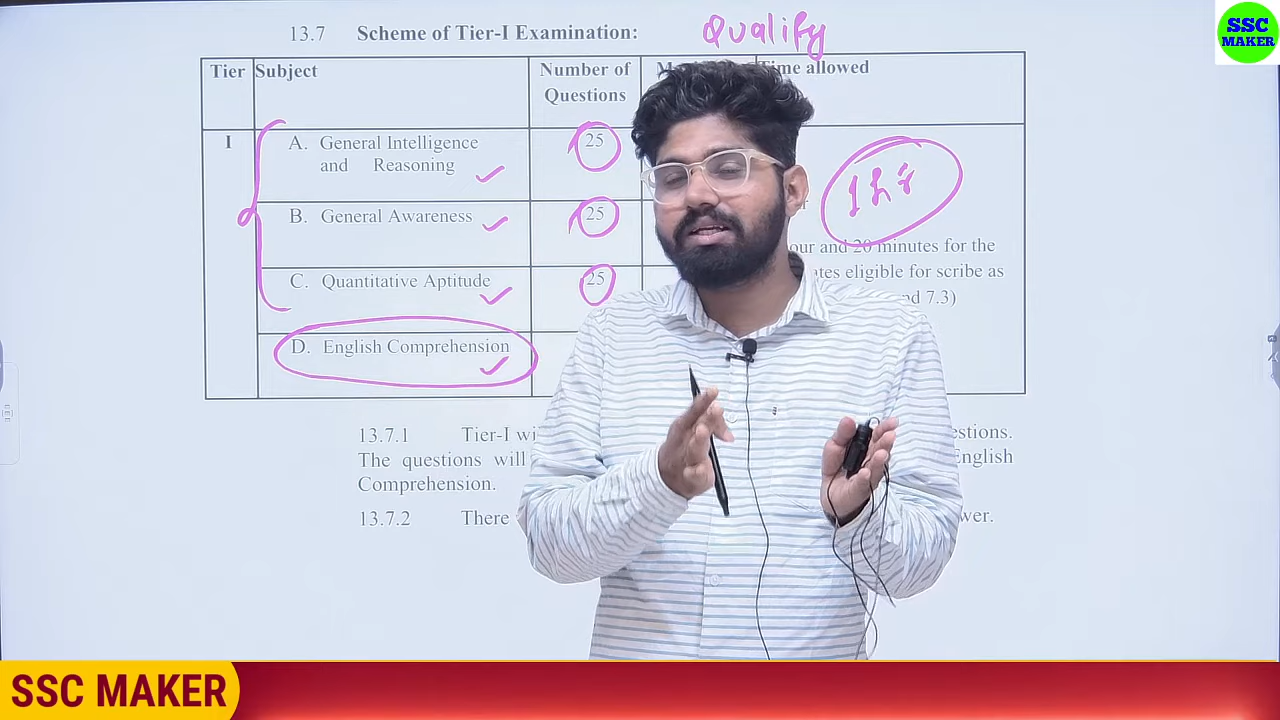 13.7 Scheme of Tier-I Examination: Qualify
SSC
MAKER
Tier Subject Number of Time allowed
Questions
I A. General Intelligence 25
and Reasoning
1 hr
B. General Awareness 25
our and 20 minutes for the
C. Quantitative Aptitude 25 ates eligible for scribe as
nd 7.3)
D. English Comprehension
13.7.1 Tier-I wi estions.
The questions will English
Comprehension.
13.7.2 There wer.
SSC MAKER